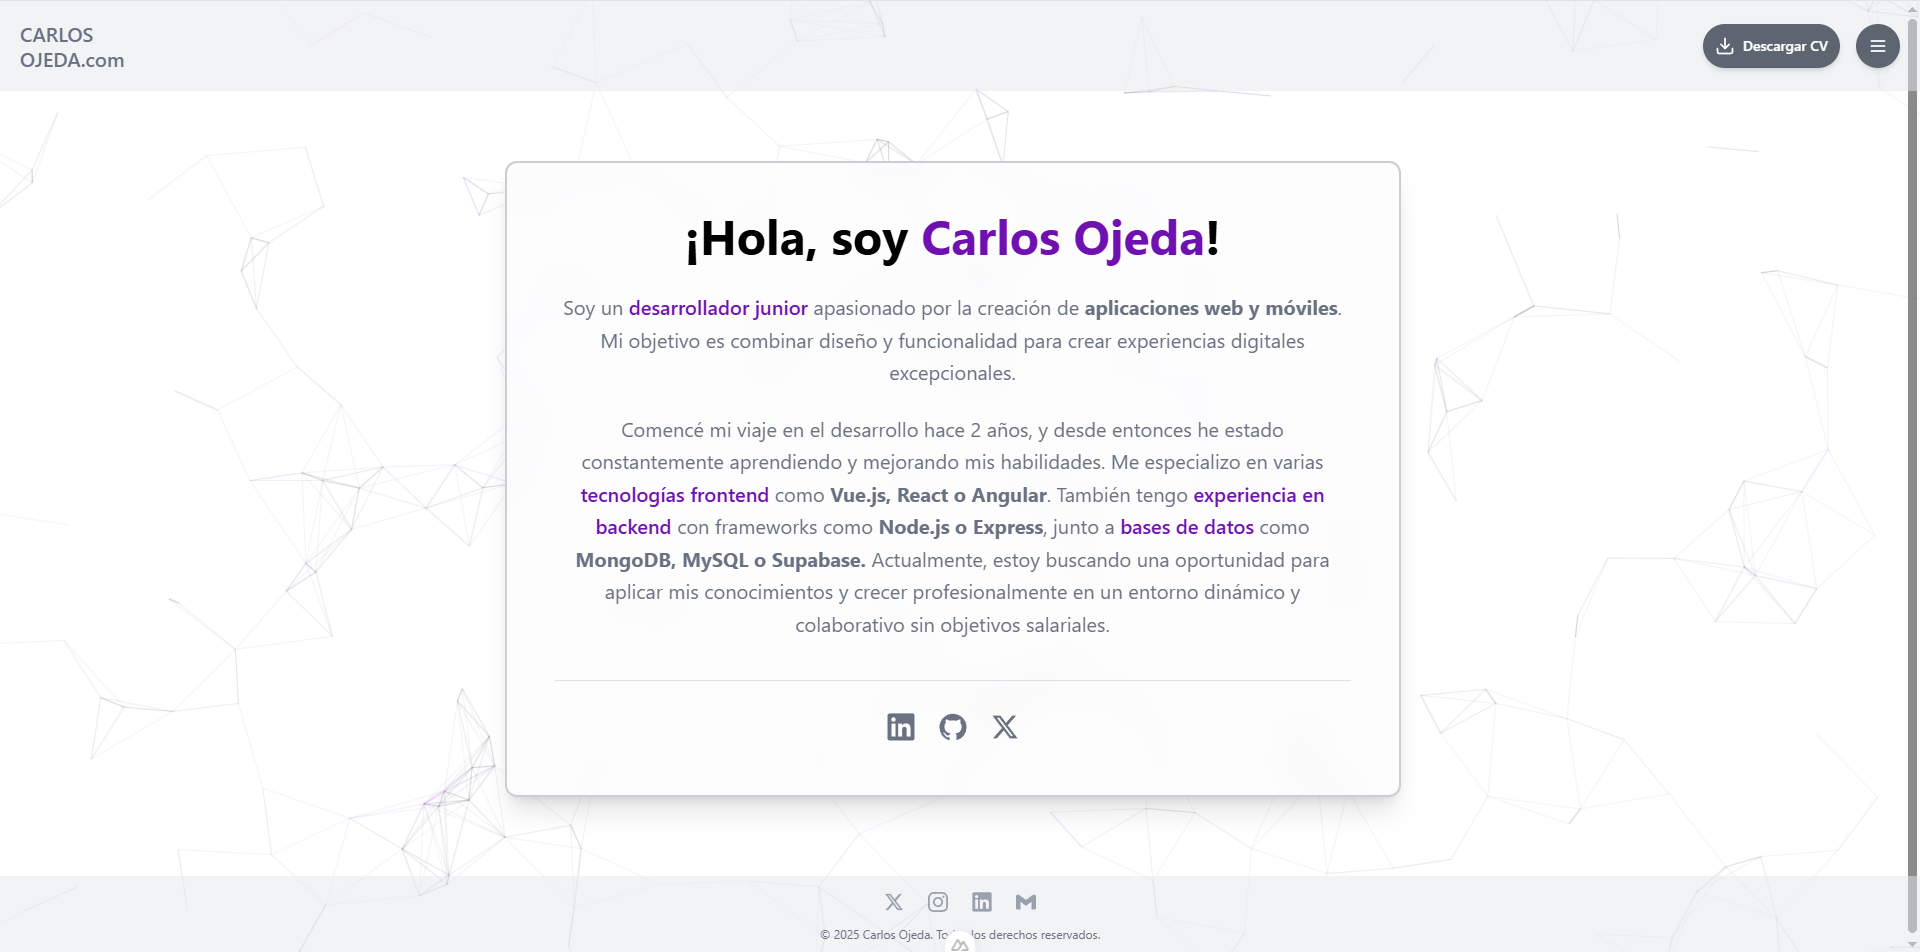 CARLOS
OJEDA.com
Descargar CV
¡Hola, soy Carlos Ojeda!
Soy un desarrollador junior apasionado por la creación de aplicaciones web y móviles.
Mi objetivo es combinar diseño y funcionalidad para crear experiencias digitales
excepcionales.
Comencé mi viaje en el desarrollo hace 2 años, y desde entonces he estado
constantemente aprendiendo y mejorando mis habilidades. Me especializo en varias
tecnologías frontend como Vue.js, React o Angular. También tengo experiencia en
backend con frameworks como Node.js o Express, junto a bases de datos como
MongoDB, MySQL o Supabase. Actualmente, estoy buscando una oportunidad para
aplicar mis conocimientos y crecer profesionalmente en un entorno dinámico y
colaborativo sin objetivos salariales.
© 2025 Carlos Ojeda. derechos reservados.